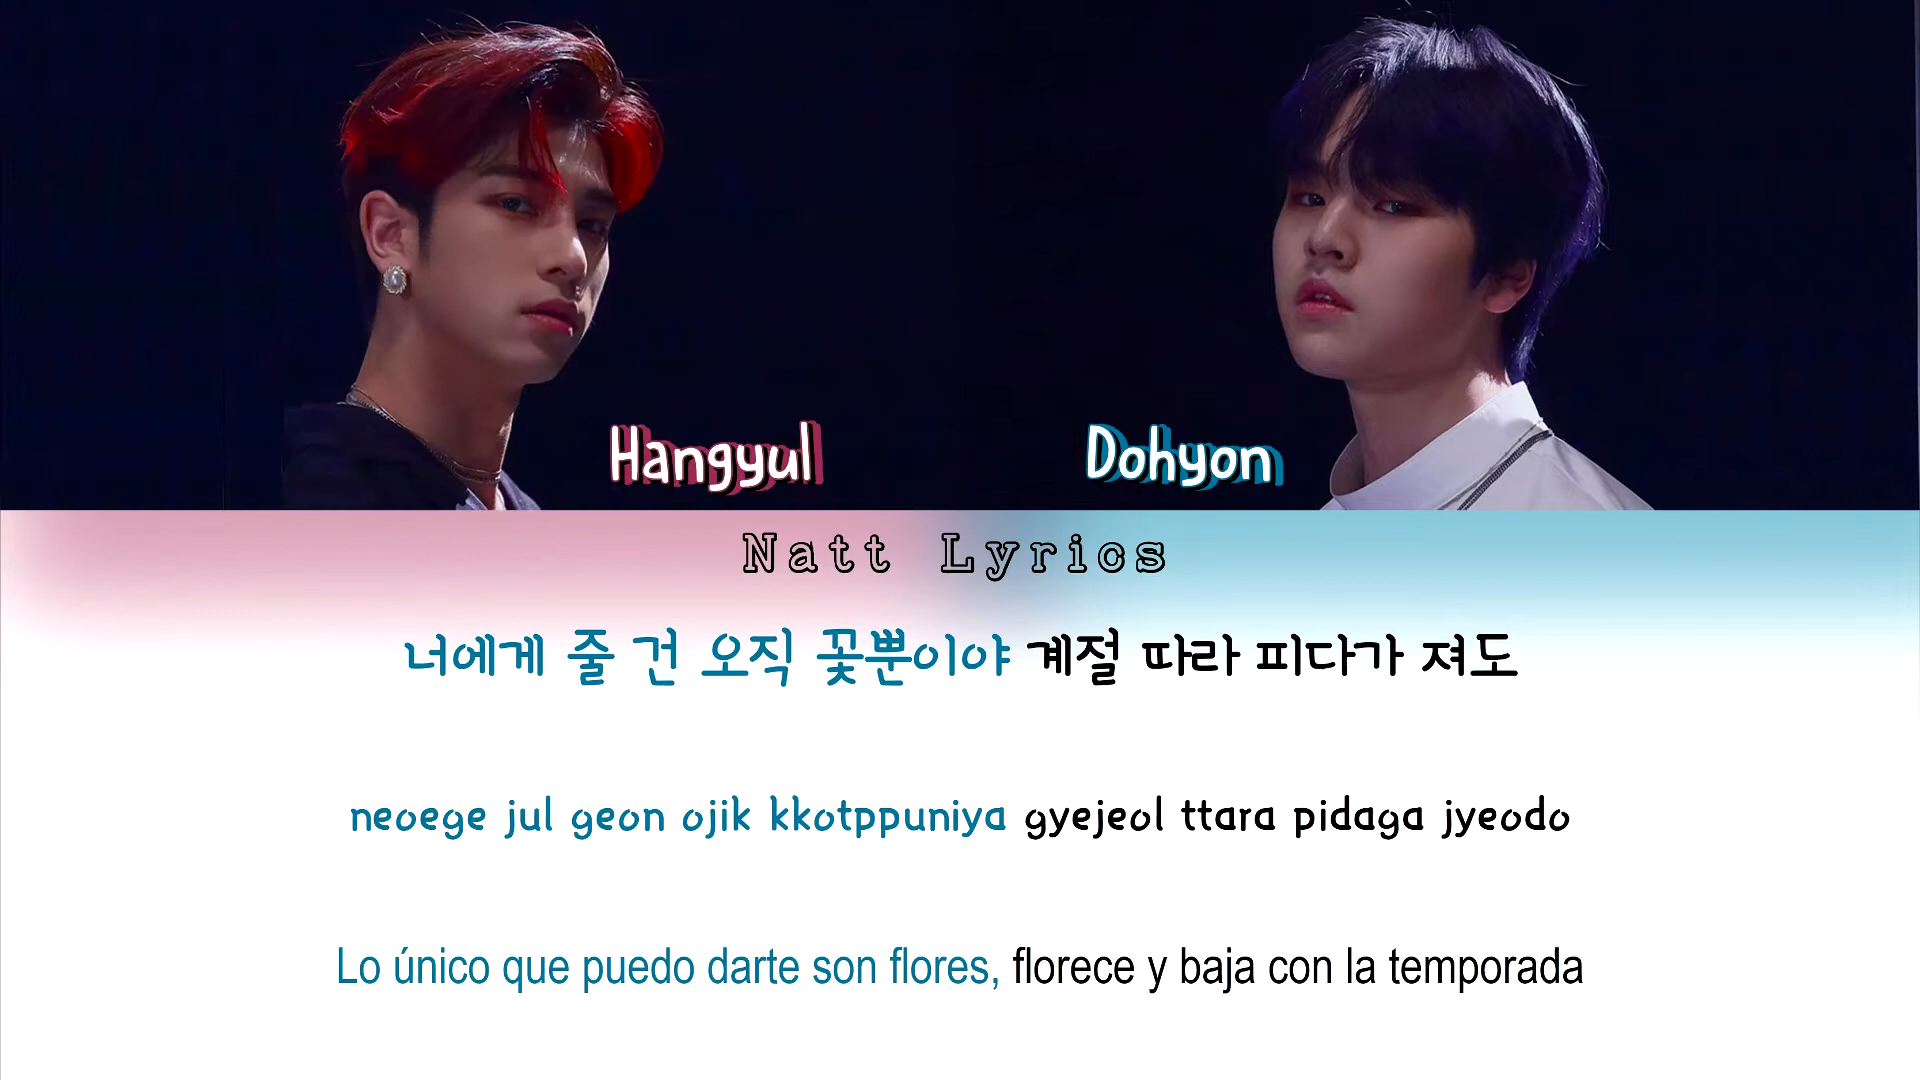 Hangyul Dohyon
Natt Lyrics
너에게 줄 건 오직 꽃뿐이야 계절 따라 피다가 져도
neoege jul geon ojik kkotppuniya gyejeol ttara pidaga jyeodo
Lo único que puedo darte son flores, florece y baja con la temporada